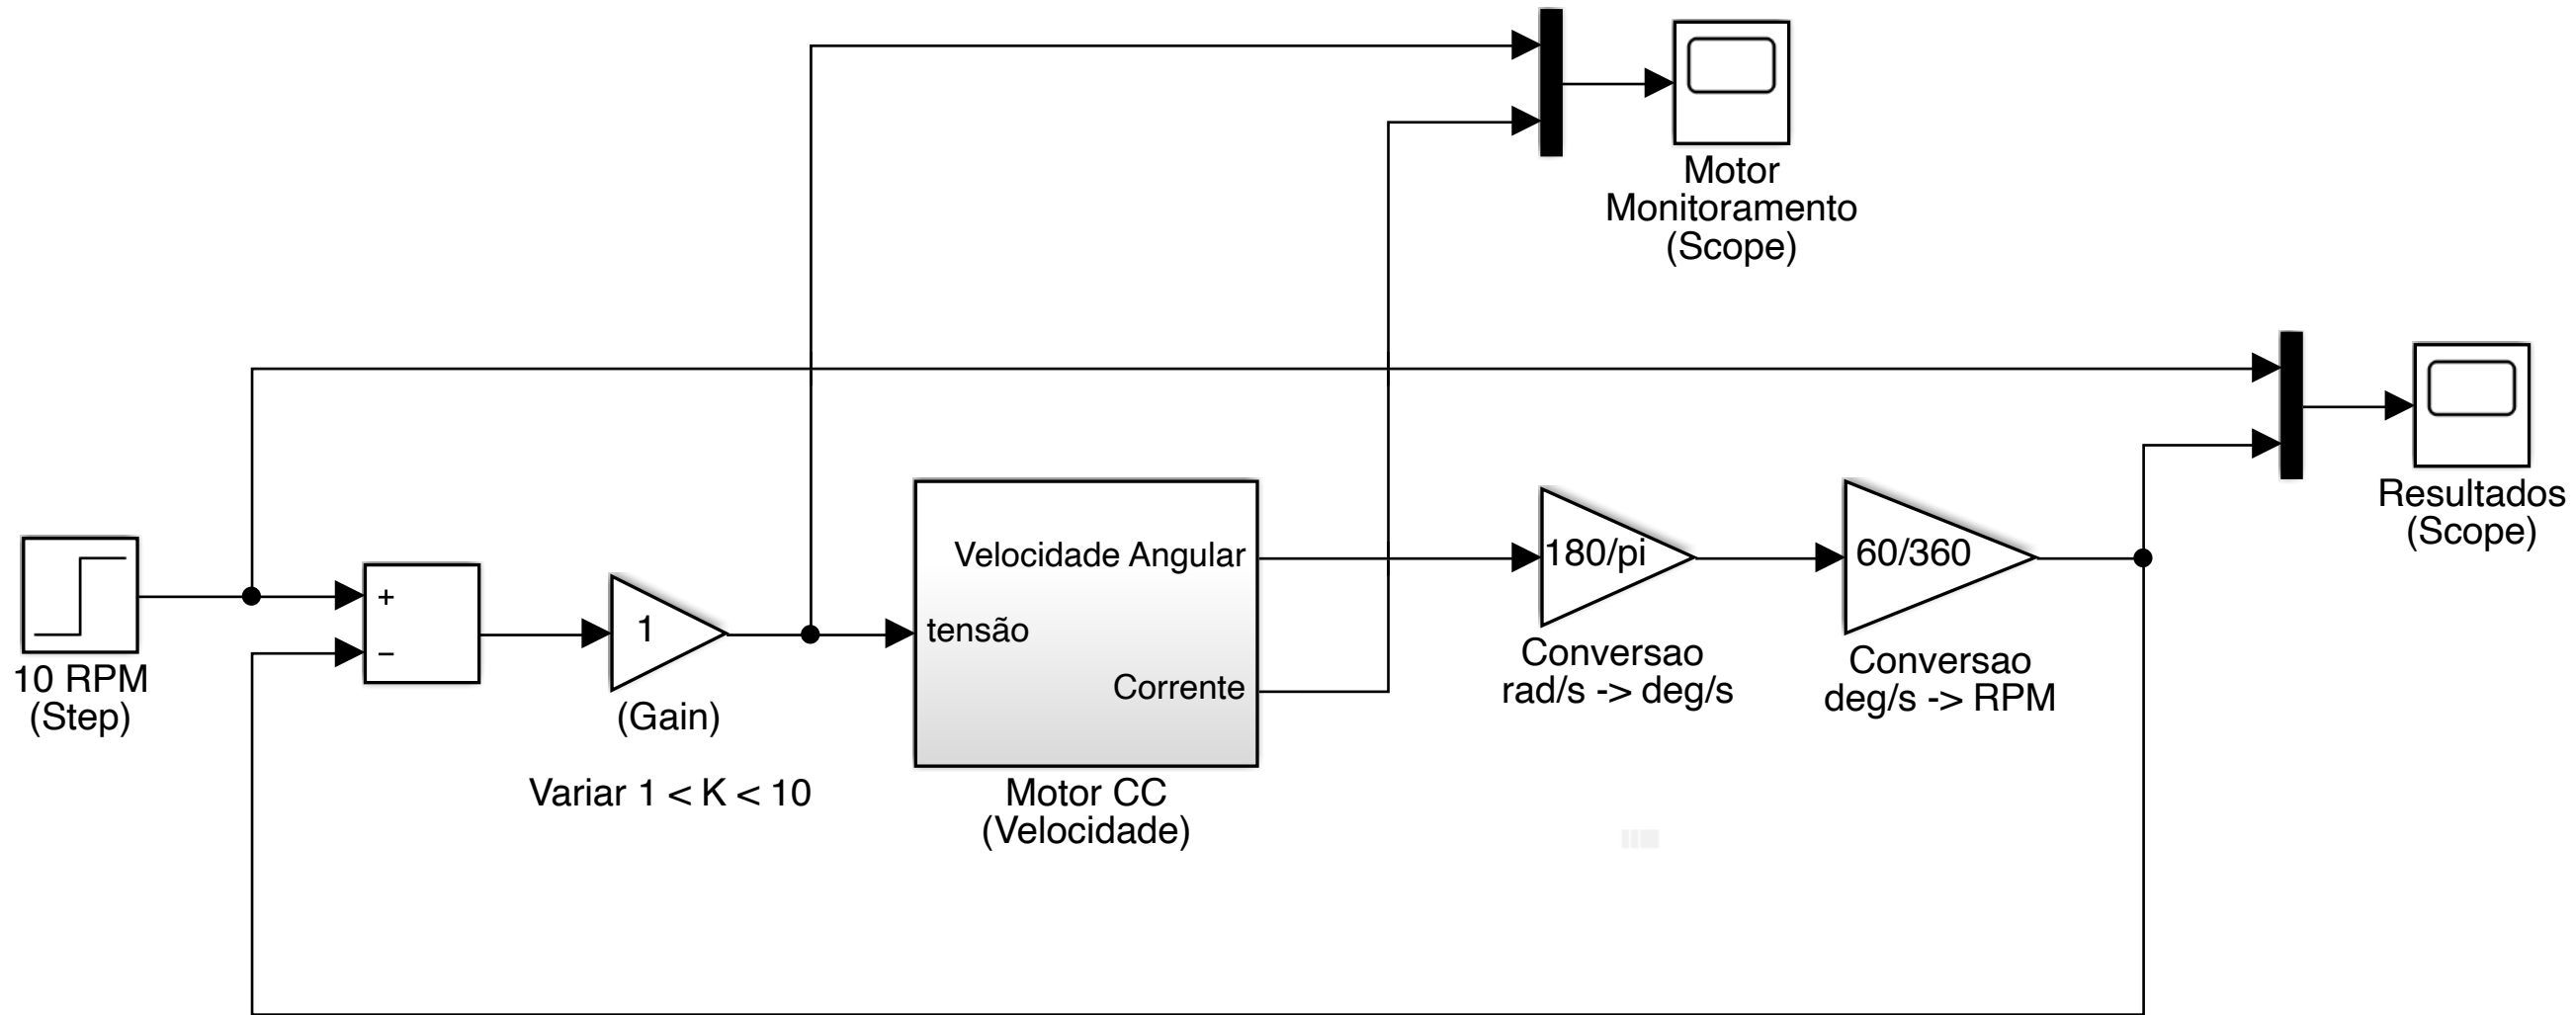 Motor
Monitoramento
(Scope)
Resultados
(Scope)
10 RPM
(Step)
+
−
1
(Gain)
Variar 1 < K < 10
Velocidade Angular
tensão
Corrente
Motor CC
(Velocidade)
180/pi
Conversao
rad/s -> deg/s
60/360
Conversao
deg/s -> RPM